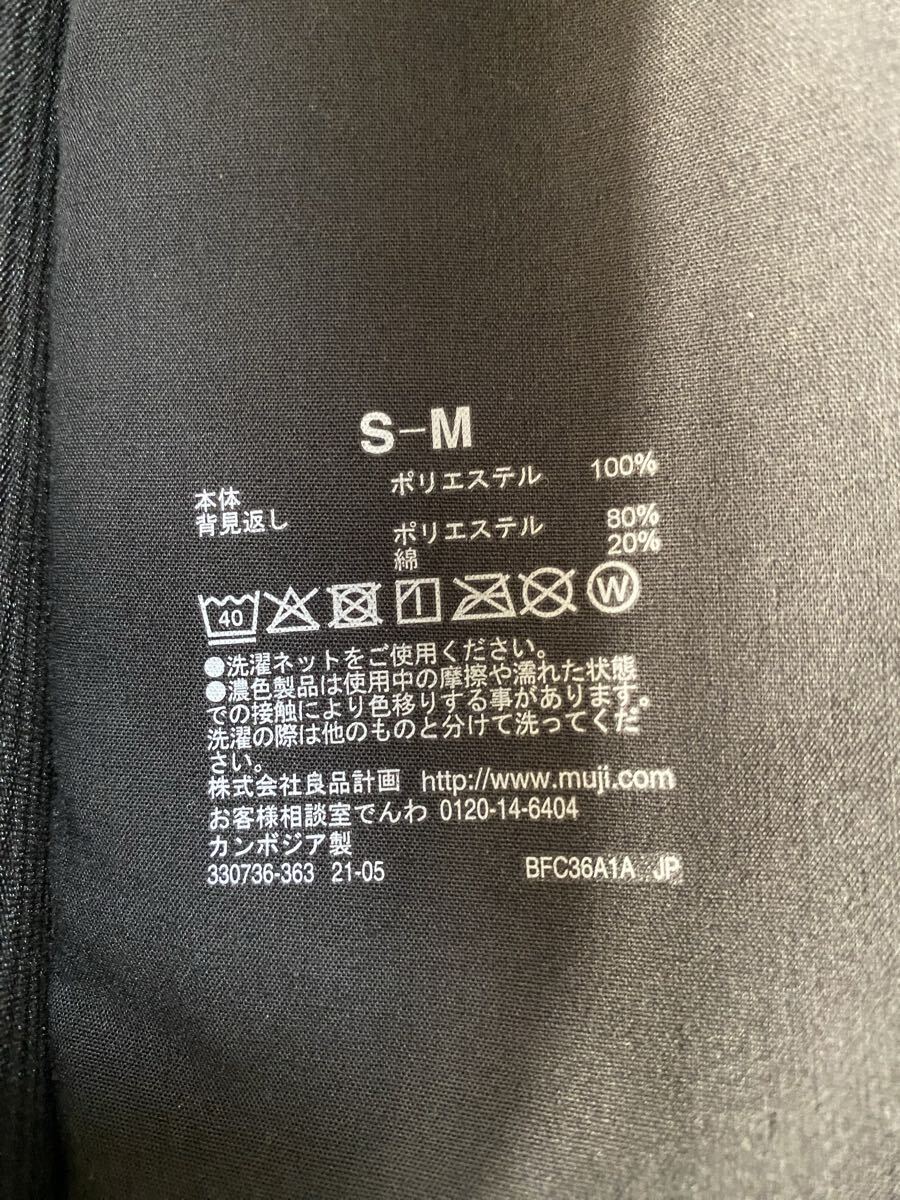 S-M
本体 ポリエステル 100%
背見返し ポリエステル 80%
綿 20%
40 W
●洗濯ネットをご使用ください。
●濃色製品は使用中の摩擦や濡れた状態
での接触により色移りする事があります。
洗濯の際は他のものと分けて洗ってくだ
さい。
株式会社良品計画 http://www.muji.com
お客様相談室でんわ 0120-14-6404
カンボジア製
330736-363 21-05 BFC36A1A JP